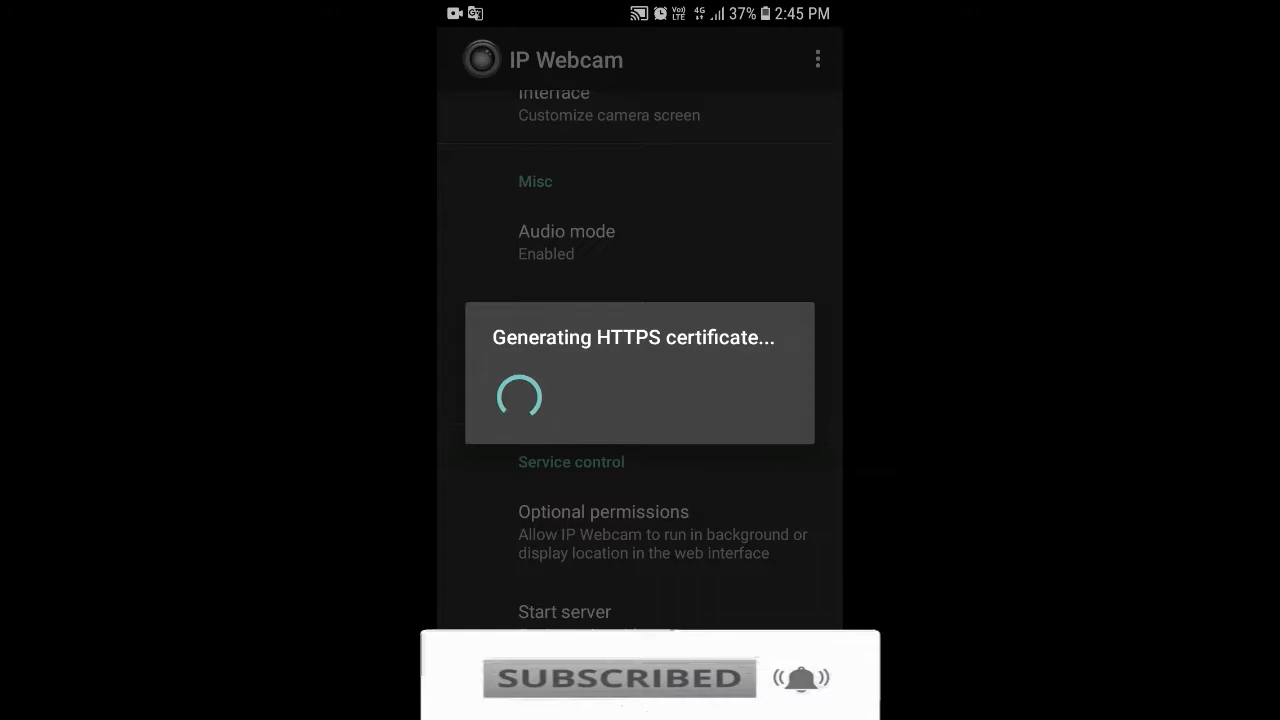 4G 37% 2:45 PM
VoLTE
IP Webcam
Interface
Customize camera screen
Misc
Audio mode
Enabled
Generating HTTPS certificate...
Service control
Optional permissions
Allow IP Webcam to run in background or
display location in the web interface
Start server
SUBSCRIBED